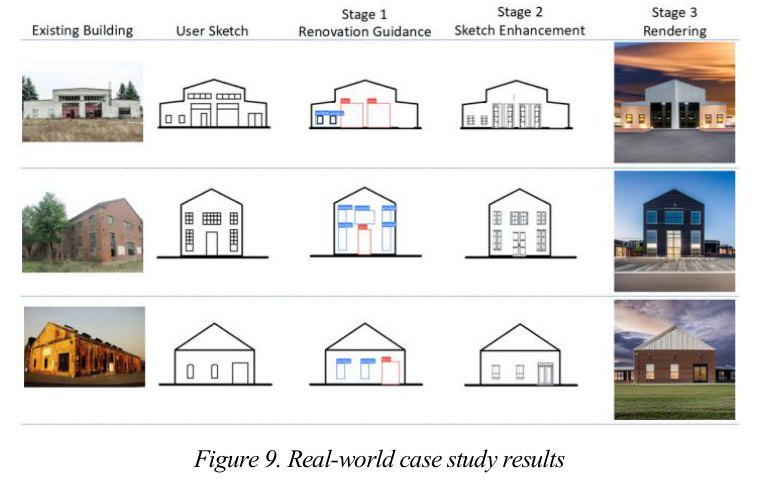 Existing Building
User Sketch
Stage 1
Renovation Guidance
Stage 2
Sketch Enhancement
Stage 3
Rendering
Figure 9. Real-world case study results